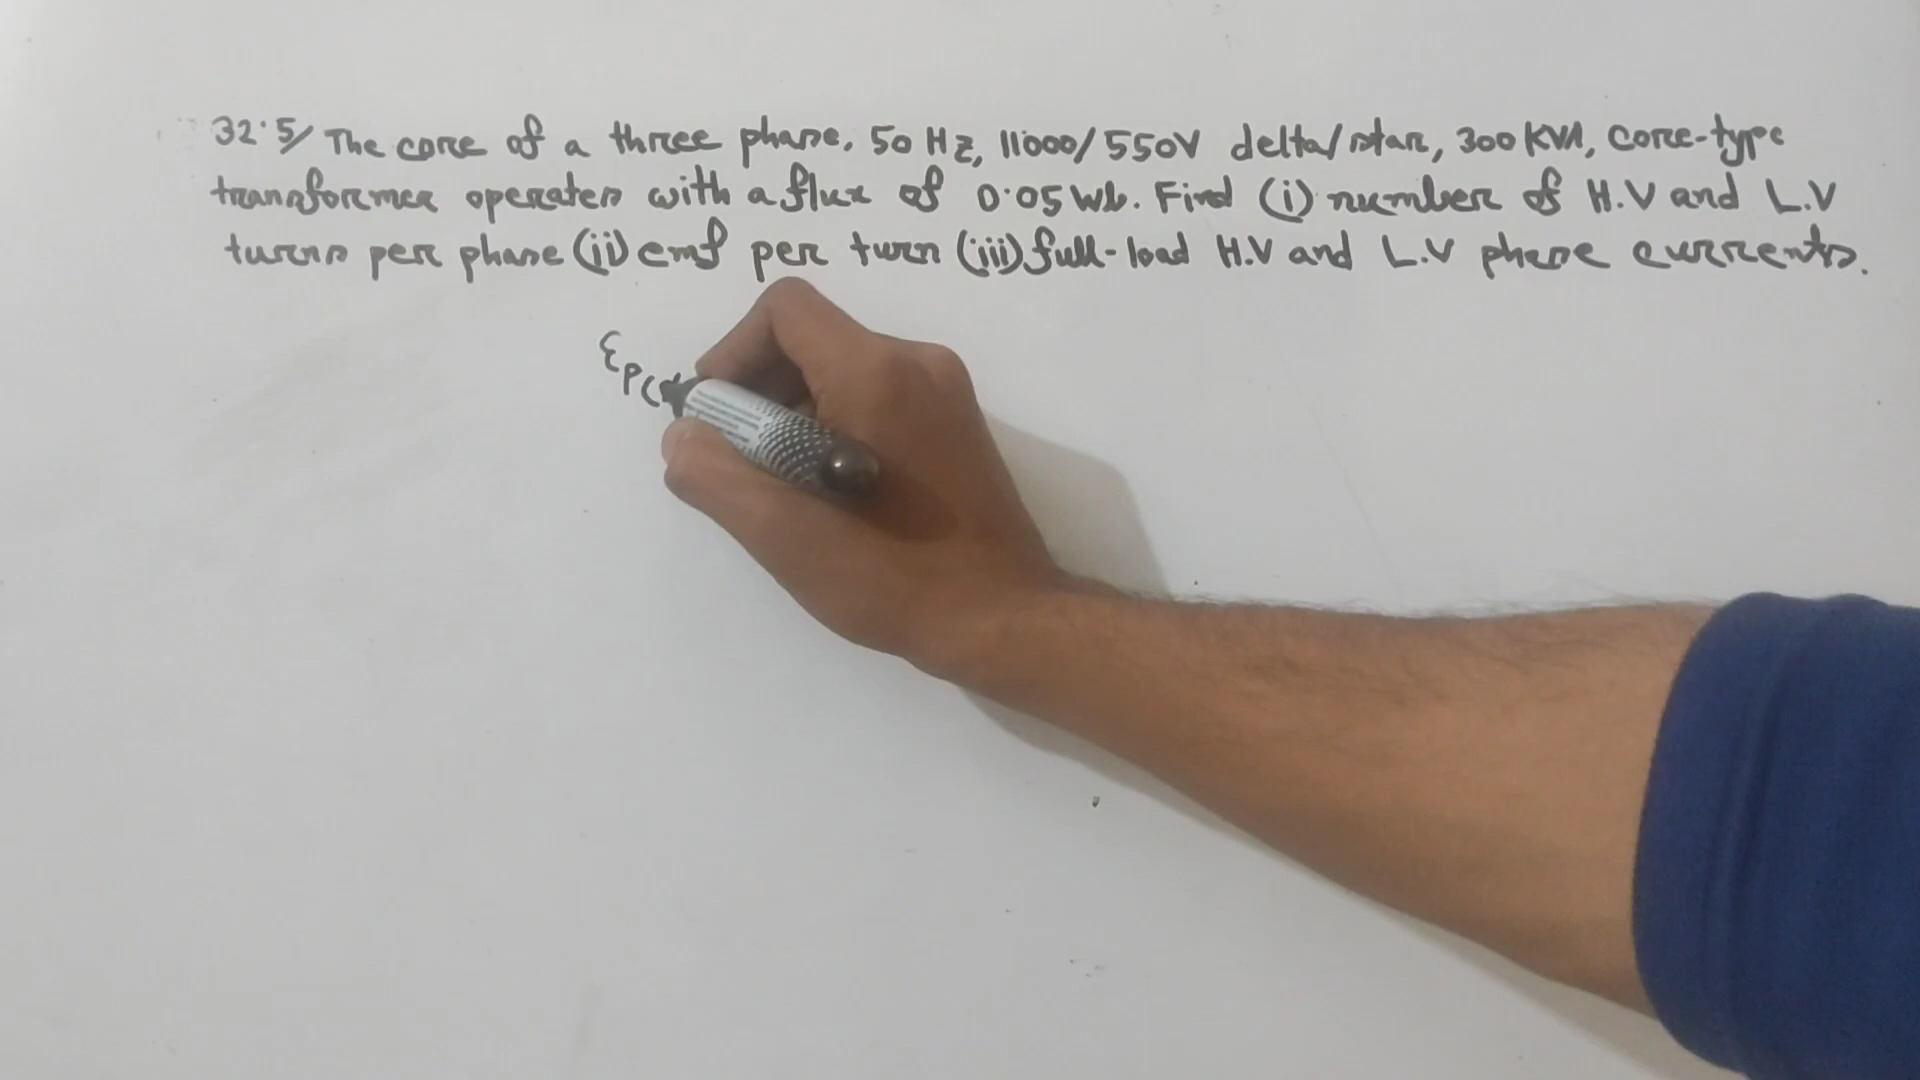 32.5/ The core of a three phase, 50 Hz, 11000/550V delta/star, 300 KVA, core-type
transformer operates with a flux of 0.05 Wb. Find (i) number of H.V and L.V
turns per phase (ii) emf per turn (iii) full-load H.V and L.V phase currents.
EP(